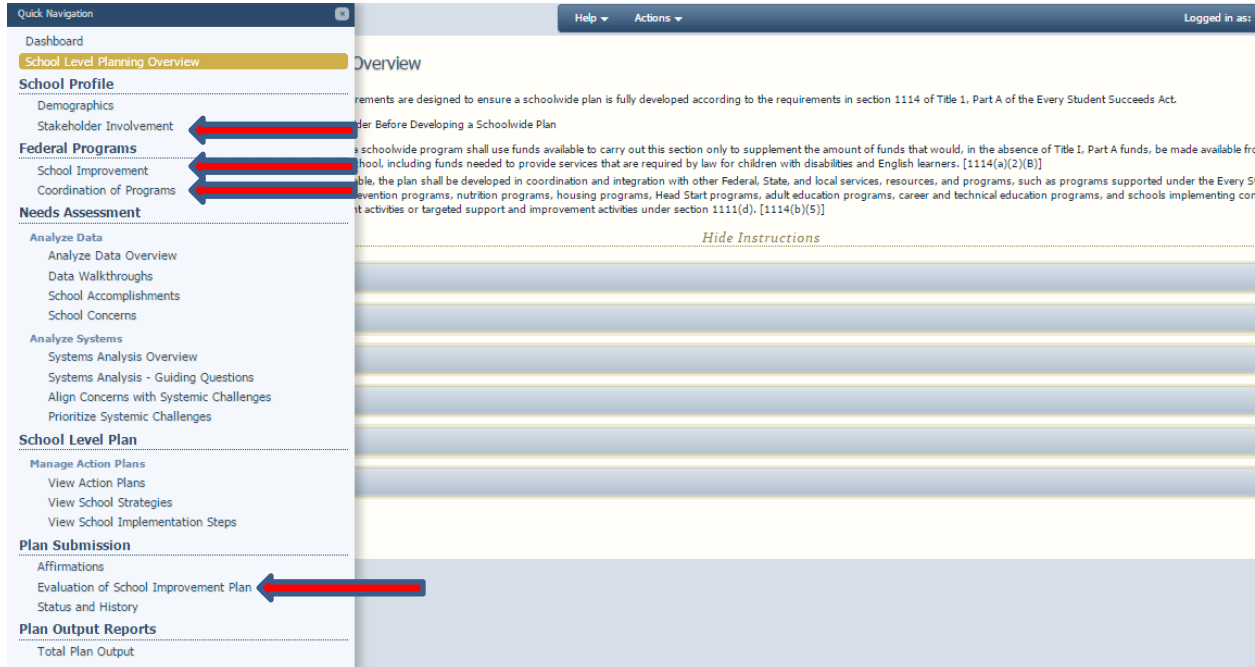 Quick Navigation
Help Actions Logged in as:
Dashboard
School Level Planning Overview
Overview
School Profile
Demographics
rements are designed to ensure a schoolwide plan is fully developed according to the requirements in section 1114 of Title 1, Part A of the Every Student Succeeds Act.
Stakeholder Involvement
der Before Developing a Schoolwide Plan
Federal Programs
a schoolwide program shall use funds available to carry out this section only to supplement the amount of funds that would, in the absence of Title I, Part A funds, be made available fro
School Improvement
chool, including funds needed to provide services that are required by law for children with disabilities and English learners. [1114(a)(2)(B)]
Coordination of Programs
ble, the plan shall be developed in coordination and integration with other Federal, State, and local services, resources, and programs, such as programs supported under the Every S
evention programs, nutrition programs, housing programs, Head Start programs, adult education programs, career and technical education programs, and schools implementing con
Needs Assessment
t activities or targeted support and improvement activities under section 1111(d). [1114(b)(5)]
Analyze Data
Hide Instructions
Analyze Data Overview
Data Walkthroughs
School Accomplishments
School Concerns
Analyze Systems
Systems Analysis Overview
Systems Analysis - Guiding Questions
Align Concerns with Systemic Challenges
Prioritize Systemic Challenges
School Level Plan
Manage Action Plans
View Action Plans
View School Strategies
View School Implementation Steps
Plan Submission
Affirmations
Evaluation of School Improvement Plan
Status and History
Plan Output Reports
Total Plan Output